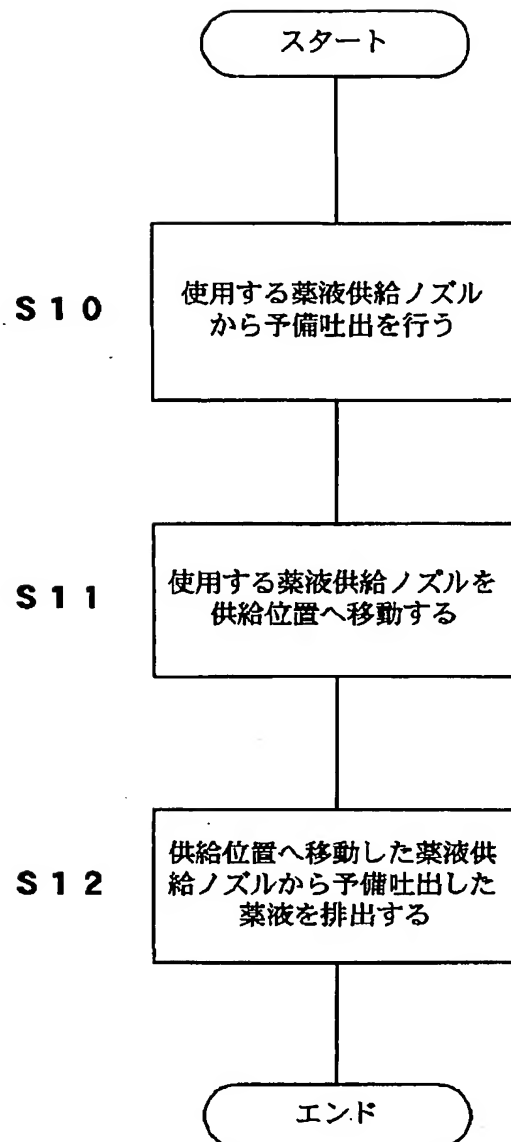 スタート
S10
使用する薬液供給ノズル
から予備吐出を行う
S11
使用する薬液供給ノズルを
供給位置へ移動する
S12
供給位置へ移動した薬液供
給ノズルから予備吐出した
薬液を排出する
エンド